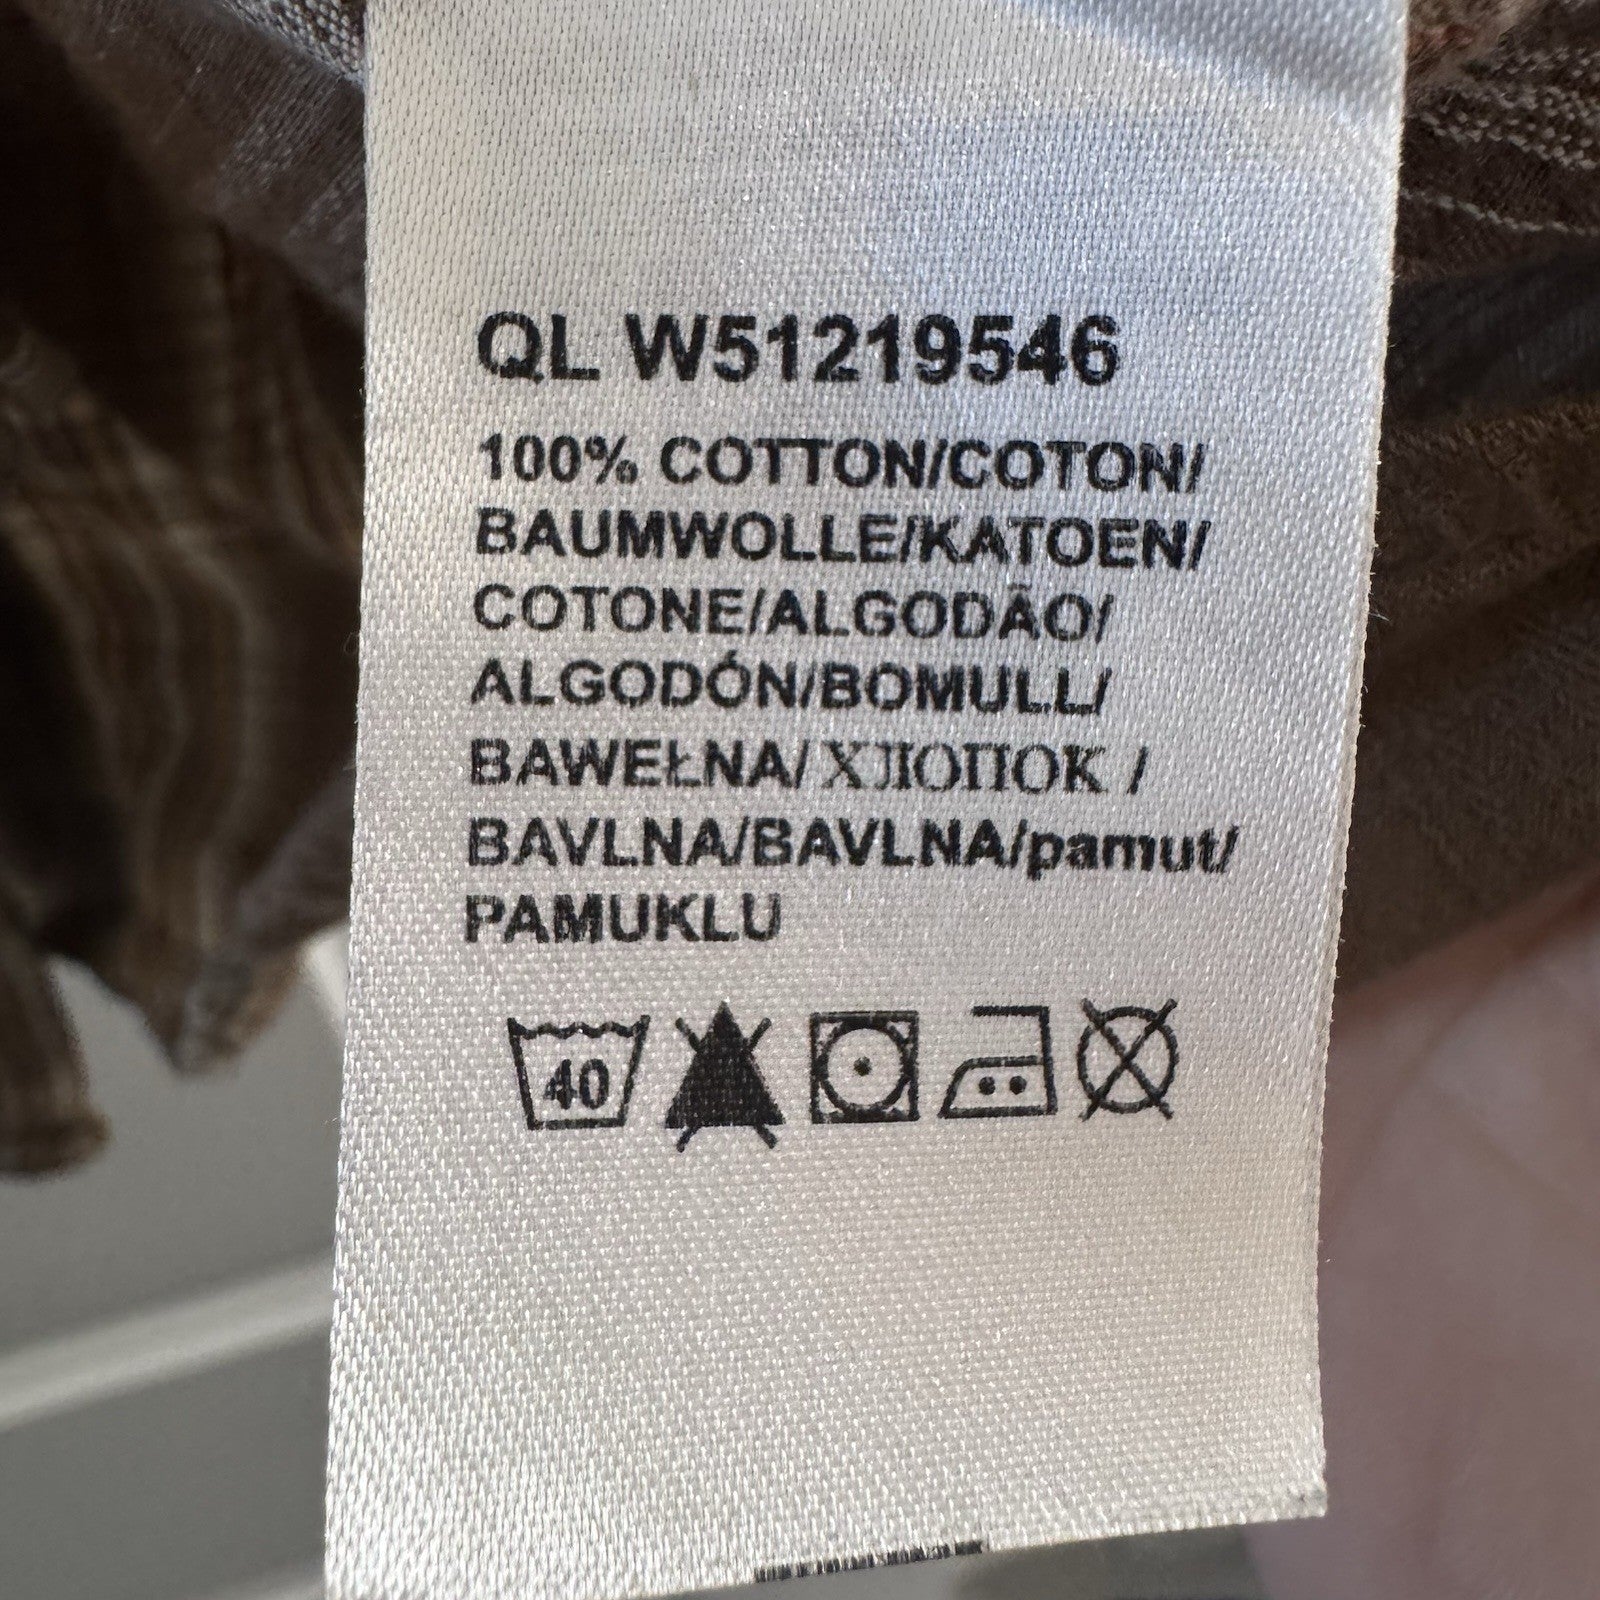 QL W51219546
100% COTTON/COTON/
BAUMWOLLE/KATOEN/
COTONE/ALGODÃO/
ALGODÓN/BOMULL/
BAWEŁNA/ХЛОПОК /
BAVLNA/BAVLNA/pamut/
PAMUKLU
40